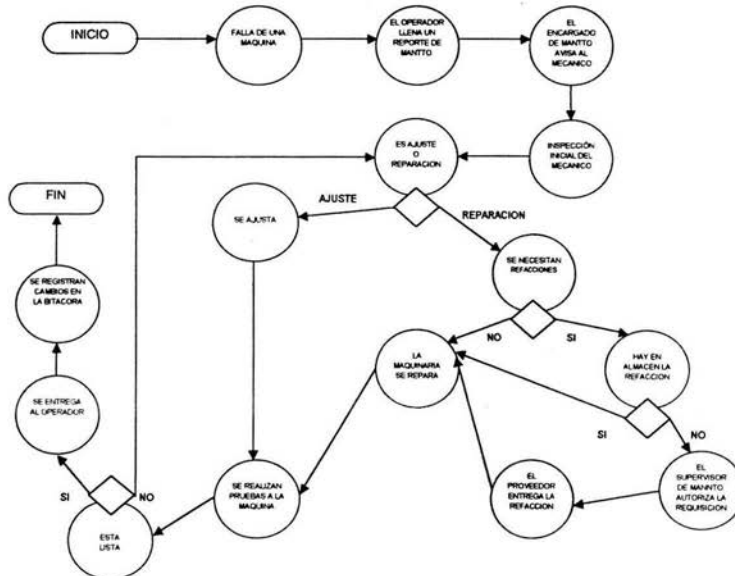 INICIO
FALLA DE UNA
MAQUINA
EL OPERADOR
LLENA UN
REPORTE DE
MANTTO
EL
ENCARGADO
DE MANTTO
AVISA AL
MECANICO
INSPECCIÓN
INICIAL DEL
MECANICO
ES AJUSTE
O
REPARACION
AJUSTE
REPARACION
SE AJUSTA
SE NECESITAN
REFACCIONES
NO
SI
HAY EN
ALMACEN LA
REFACCION
SI
NO
EL
SUPERVISOR
DE MANNTO
AUTORIZA LA
REQUISICION
EL
PROVEEDOR
ENTREGA LA
REFACCION
LA
MAQUINARIA
SE REPARA
SE REALIZAN
PRUEBAS A LA
MAQUINA
ESTA
LISTA
SI
NO
SE ENTREGA
AL OPERADOR
SE REGISTRAN
CAMBIOS EN
LA BITACORA
FIN